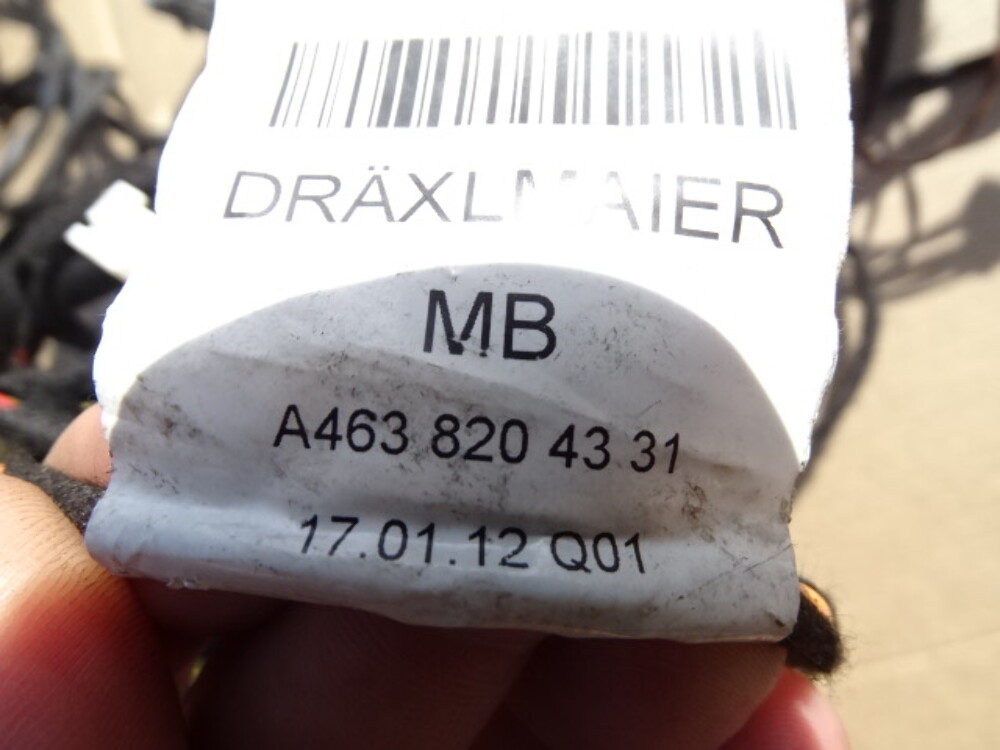 DRÄXLMAIER
MB
A463 820 43 31
17.01.12 Q01